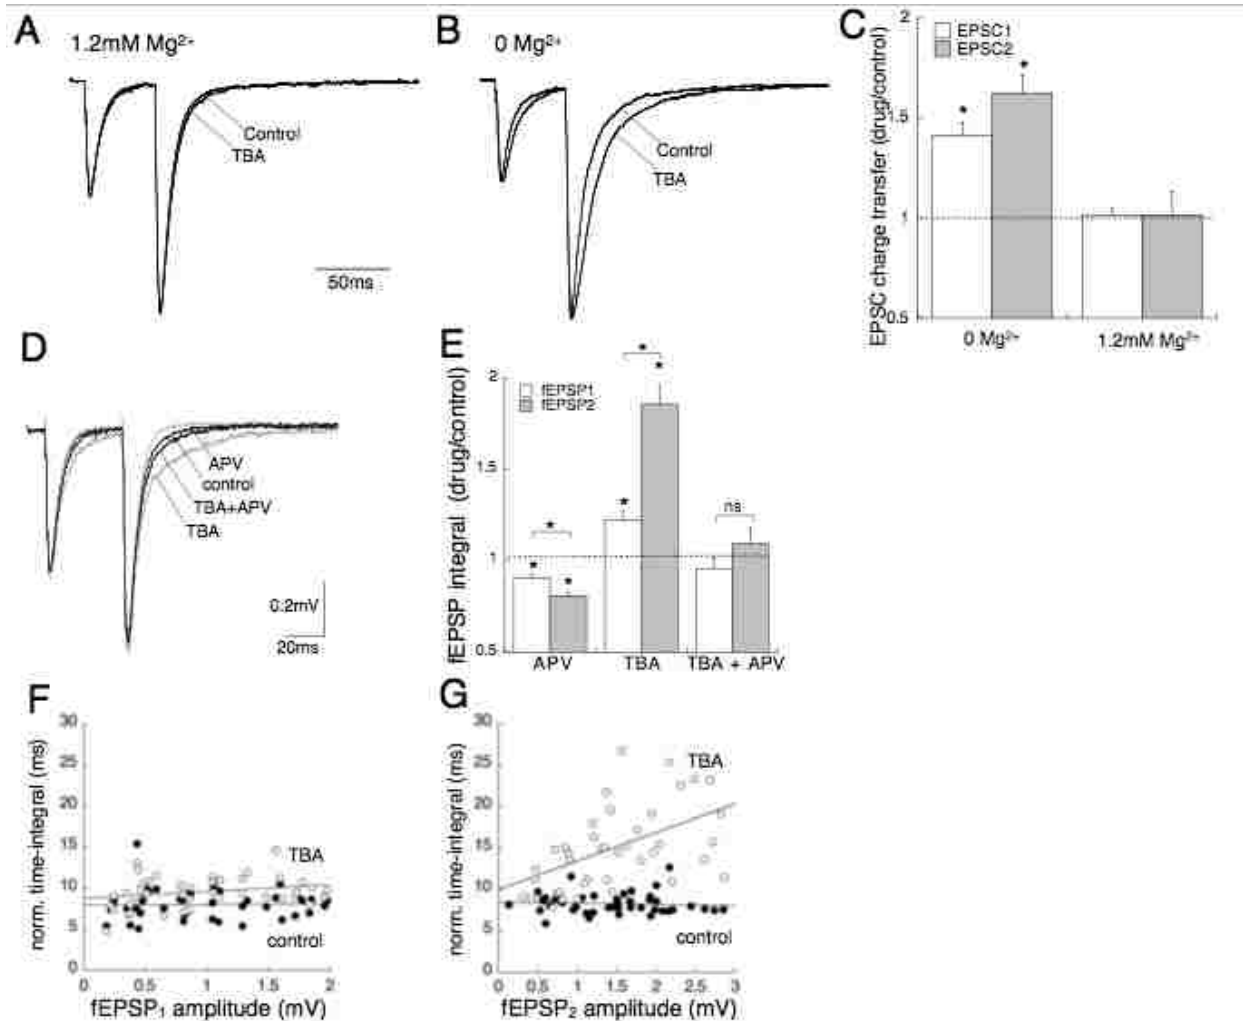 A
1.2mM Mg²⁺
Control
TBA
50ms
B
0 Mg²⁺
Control
TBA
C
EPSC charge transfer (drug/control)
2
1.5
1
0.5
EPSC1
EPSC2
*
*
0 Mg²⁺
1.2mM Mg²⁺
D
APV
control
TBA+APV
TBA
0.2mV
20ms
E
fEPSP integral (drug/control)
2
1.5
1
0.5
fEPSP1
fEPSP2
*
*
*
*
*
*
ns
APV
TBA
TBA + APV
F
norm. time-integral (ms)
30
25
20
15
10
5
0
TBA
control
0
0.5
1
1.5
2
fEPSP₁ amplitude (mV)
G
norm. time-integral (ms)
30
25
20
15
10
5
0
TBA
control
0
0.5
1
1.5
2
2.5
3
fEPSP₂ amplitude (mV)